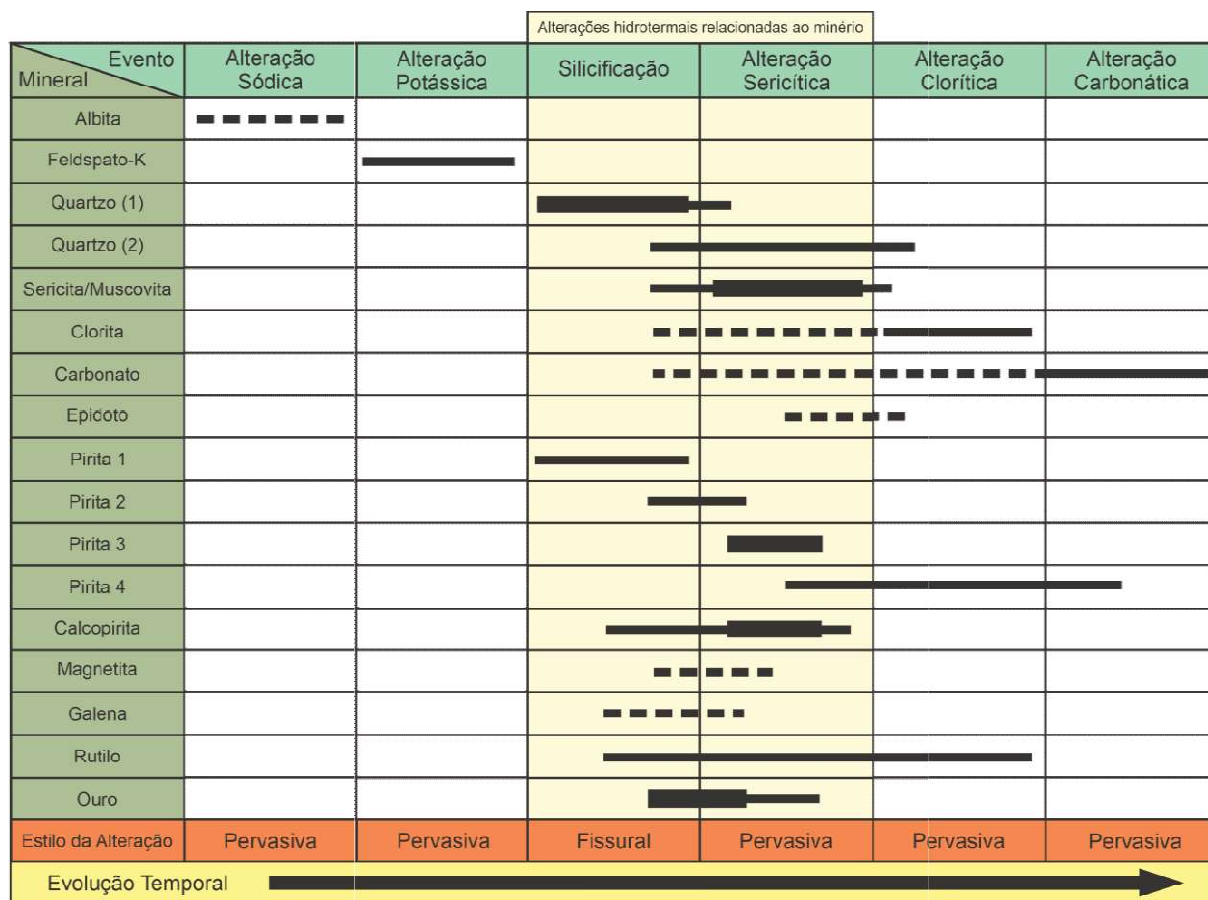 Alterações hidrotermais relacionadas ao minério
Evento
Mineral
Alteração
Sódica
Alteração
Potássica
Silicificação
Alteração
Sericítica
Alteração
Clorítica
Alteração
Carbonática
Albita
Feldspato-K
Quartzo (1)
Quartzo (2)
Sericita/Muscovita
Clorita
Carbonato
Epidoto
Pirita 1
Pirita 2
Pirita 3
Pirita 4
Calcopirita
Magnetita
Galena
Rutilo
Ouro
Estilo da Alteração Pervasiva Pervasiva Fissural Pervasiva Pervasiva Pervasiva
Evolução Temporal